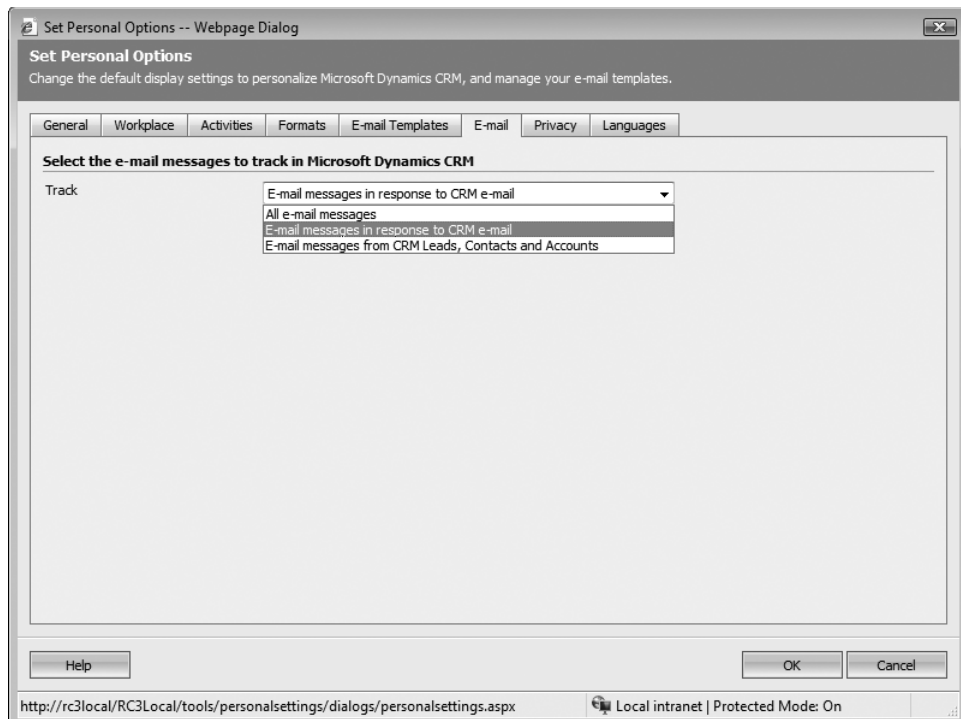 Set Personal Options -- Webpage Dialog
Set Personal Options
Change the default display settings to personalize Microsoft Dynamics CRM, and manage your e-mail templates.
General Workplace Activities Formats E-mail Templates E-mail Privacy Languages
Select the e-mail messages to track in Microsoft Dynamics CRM
Track E-mail messages in response to CRM e-mail
All e-mail messages
E-mail messages in response to CRM e-mail
E-mail messages from CRM Leads, Contacts and Accounts
Help OK Cancel
http://rc3local/RC3Local/tools/personalsettings/dialogs/personalsettings.aspx Local intranet | Protected Mode: On